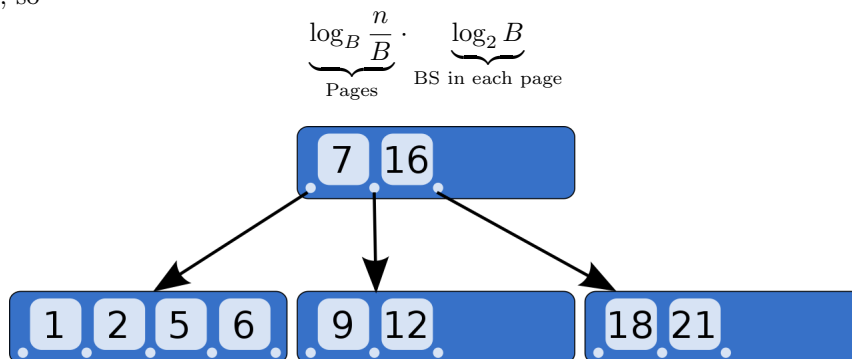 , so
log_B n/B · log_2 B
Pages BS in each page
7 16
1 2 5 6 9 12 18 21